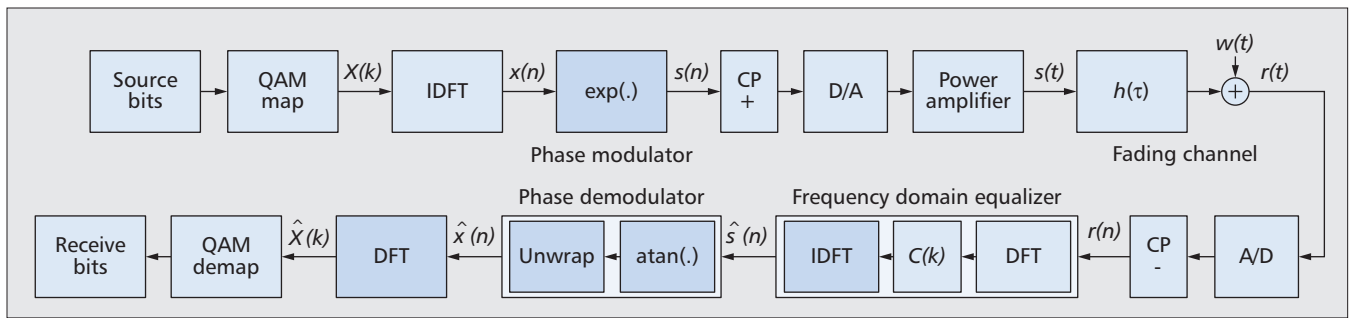 Source bits
QAM map
X(k)
IDFT
x(n)
exp(.)
s(n)
CP +
D/A
Power amplifier
s(t)
h(τ)
w(t)
+
r(t)
Phase modulator
Fading channel
Phase demodulator
Frequency domain equalizer
Receive bits
QAM demap
X̂(k)
DFT
x̂(n)
Unwrap
atan(.)
ŝ(n)
IDFT
C(k)
DFT
r(n)
CP -
A/D